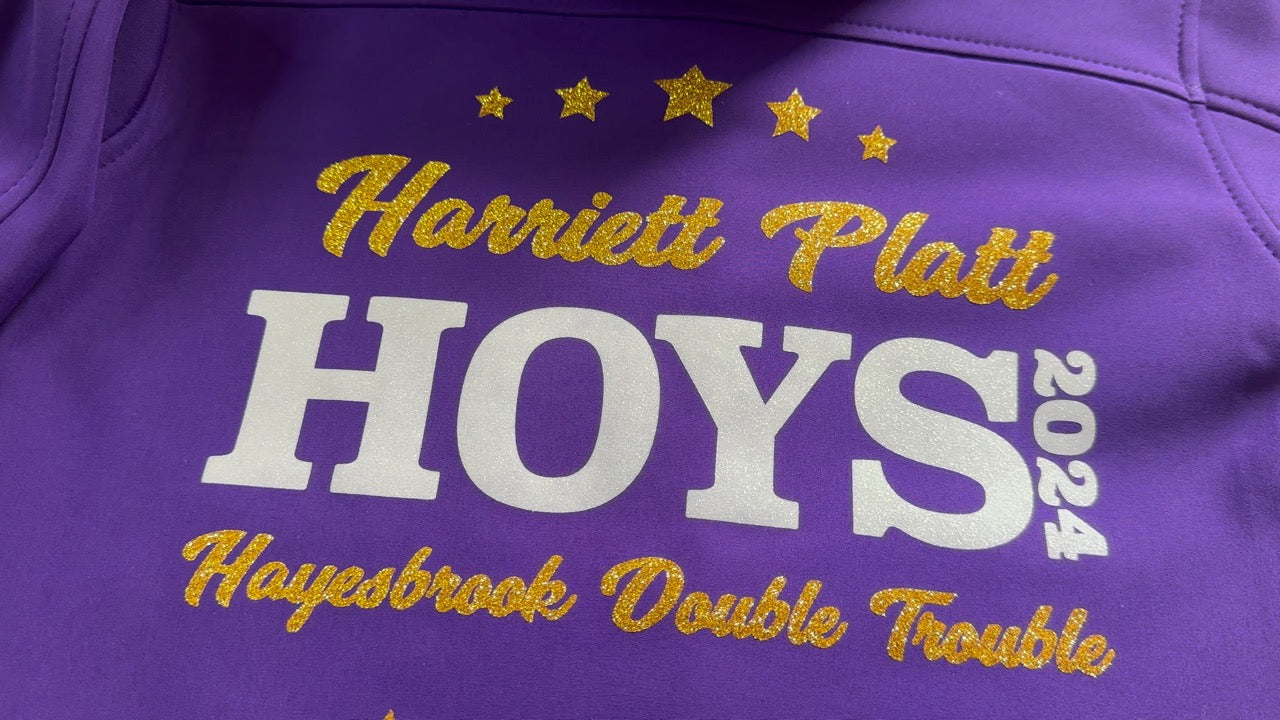 Harriett Platt
HOYS
2024
Hayesbrook Double Trouble